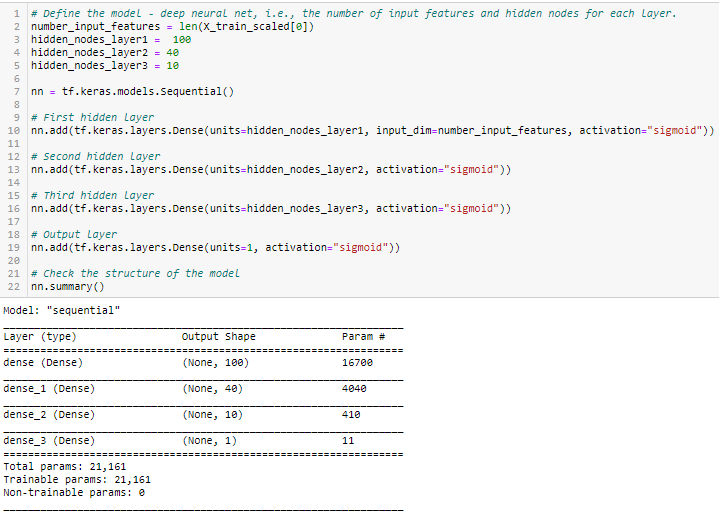 1 # Define the model - deep neural net, i.e., the number of input features and hidden nodes for each layer.
2 number_input_features = len(X_train_scaled[0])
3 hidden_nodes_layer1 =  100
4 hidden_nodes_layer2 = 40
5 hidden_nodes_layer3 = 10
6
7 nn = tf.keras.models.Sequential()
8
9 # First hidden layer
10 nn.add(tf.keras.layers.Dense(units=hidden_nodes_layer1, input_dim=number_input_features, activation="sigmoid"))
11
12 # Second hidden layer
13 nn.add(tf.keras.layers.Dense(units=hidden_nodes_layer2, activation="sigmoid"))
14
15 # Third hidden layer
16 nn.add(tf.keras.layers.Dense(units=hidden_nodes_layer3, activation="sigmoid"))
17
18 # Output layer
19 nn.add(tf.keras.layers.Dense(units=1, activation="sigmoid"))
20
21 # Check the structure of the model
22 nn.summary()
Model: "sequential"
Layer (type) Output Shape Param #
dense (Dense) (None, 100) 16700
dense_1 (Dense) (None, 40) 4040
dense_2 (Dense) (None, 10) 410
dense_3 (Dense) (None, 1) 11
Total params: 21,161
Trainable params: 21,161
Non-trainable params: 0